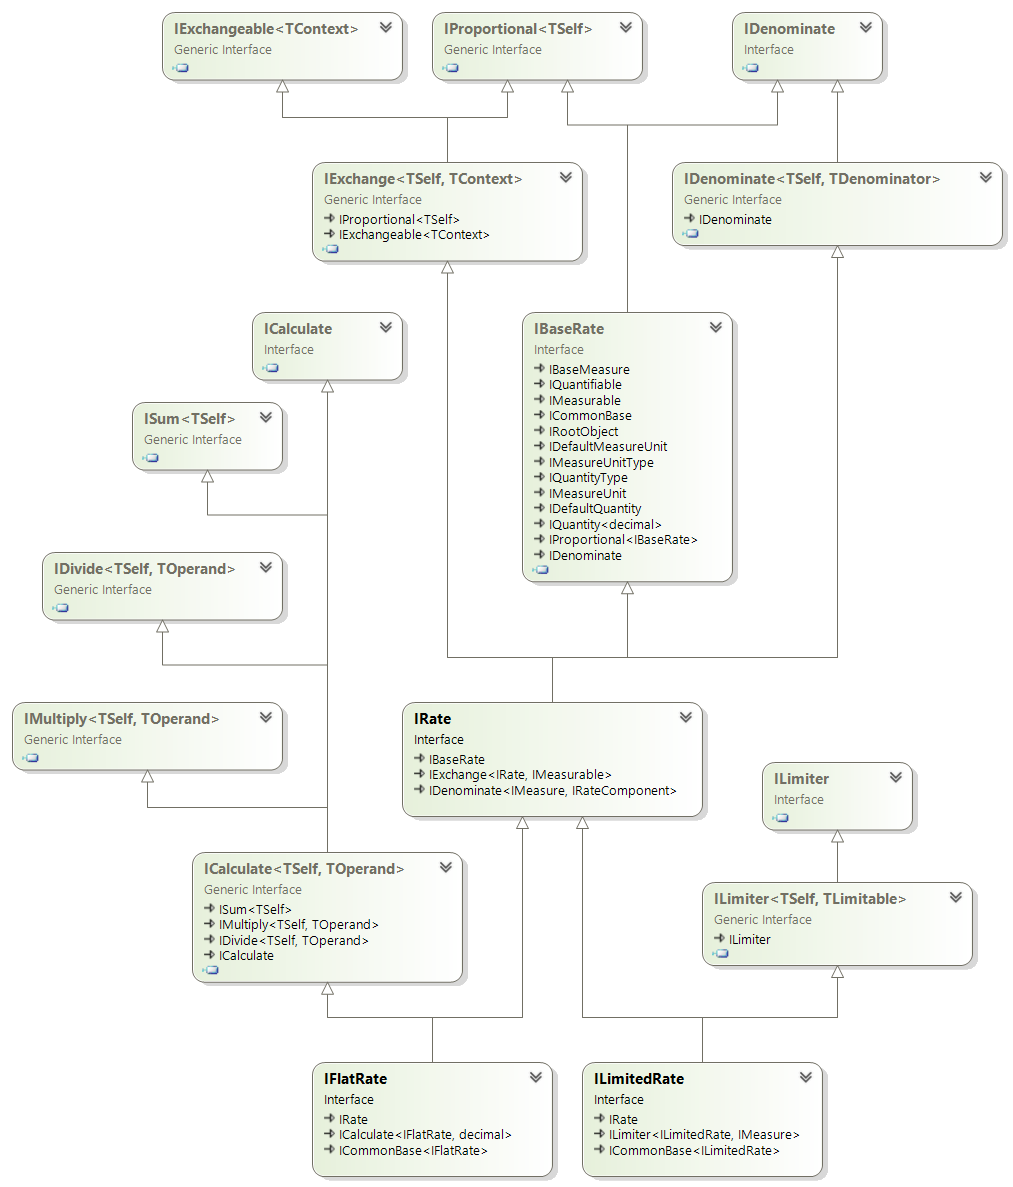 IExchangeable<TContext>
Generic Interface
IProportional<TSelf>
Generic Interface
IDenominate
Interface
IExchange<TSelf, TContext>
Generic Interface
IProportional<TSelf>
IExchangeable<TContext>
IDenominate<TSelf, TDenominator>
Generic Interface
IDenominate
ICalculate
Interface
IBaseRate
Interface
IBaseMeasure
IQuantifiable
IMeasurable
ICommonBase
IRootObject
IDefaultMeasureUnit
IMeasureUnitType
IQuantityType
IMeasureUnit
IDefaultQuantity
IQuantity<decimal>
IProportional<IBaseRate>
IDenominate
ISum<TSelf>
Generic Interface
IDivide<TSelf, TOperand>
Generic Interface
IMultiply<TSelf, TOperand>
Generic Interface
IRate
Interface
IBaseRate
IExchange<IRate, IMeasurable>
IDenominate<IMeasure, IRateComponent>
ILimiter
Interface
ICalculate<TSelf, TOperand>
Generic Interface
ISum<TSelf>
IMultiply<TSelf, TOperand>
IDivide<TSelf, TOperand>
ICalculate
ILimiter<TSelf, TLimitable>
Generic Interface
ILimiter
IFlatRate
Interface
IRate
ICalculate<IFlatRate, decimal>
ICommonBase<IFlatRate>
ILimitedRate
Interface
IRate
ILimiter<ILimitedRate, IMeasure>
ICommonBase<ILimitedRate>